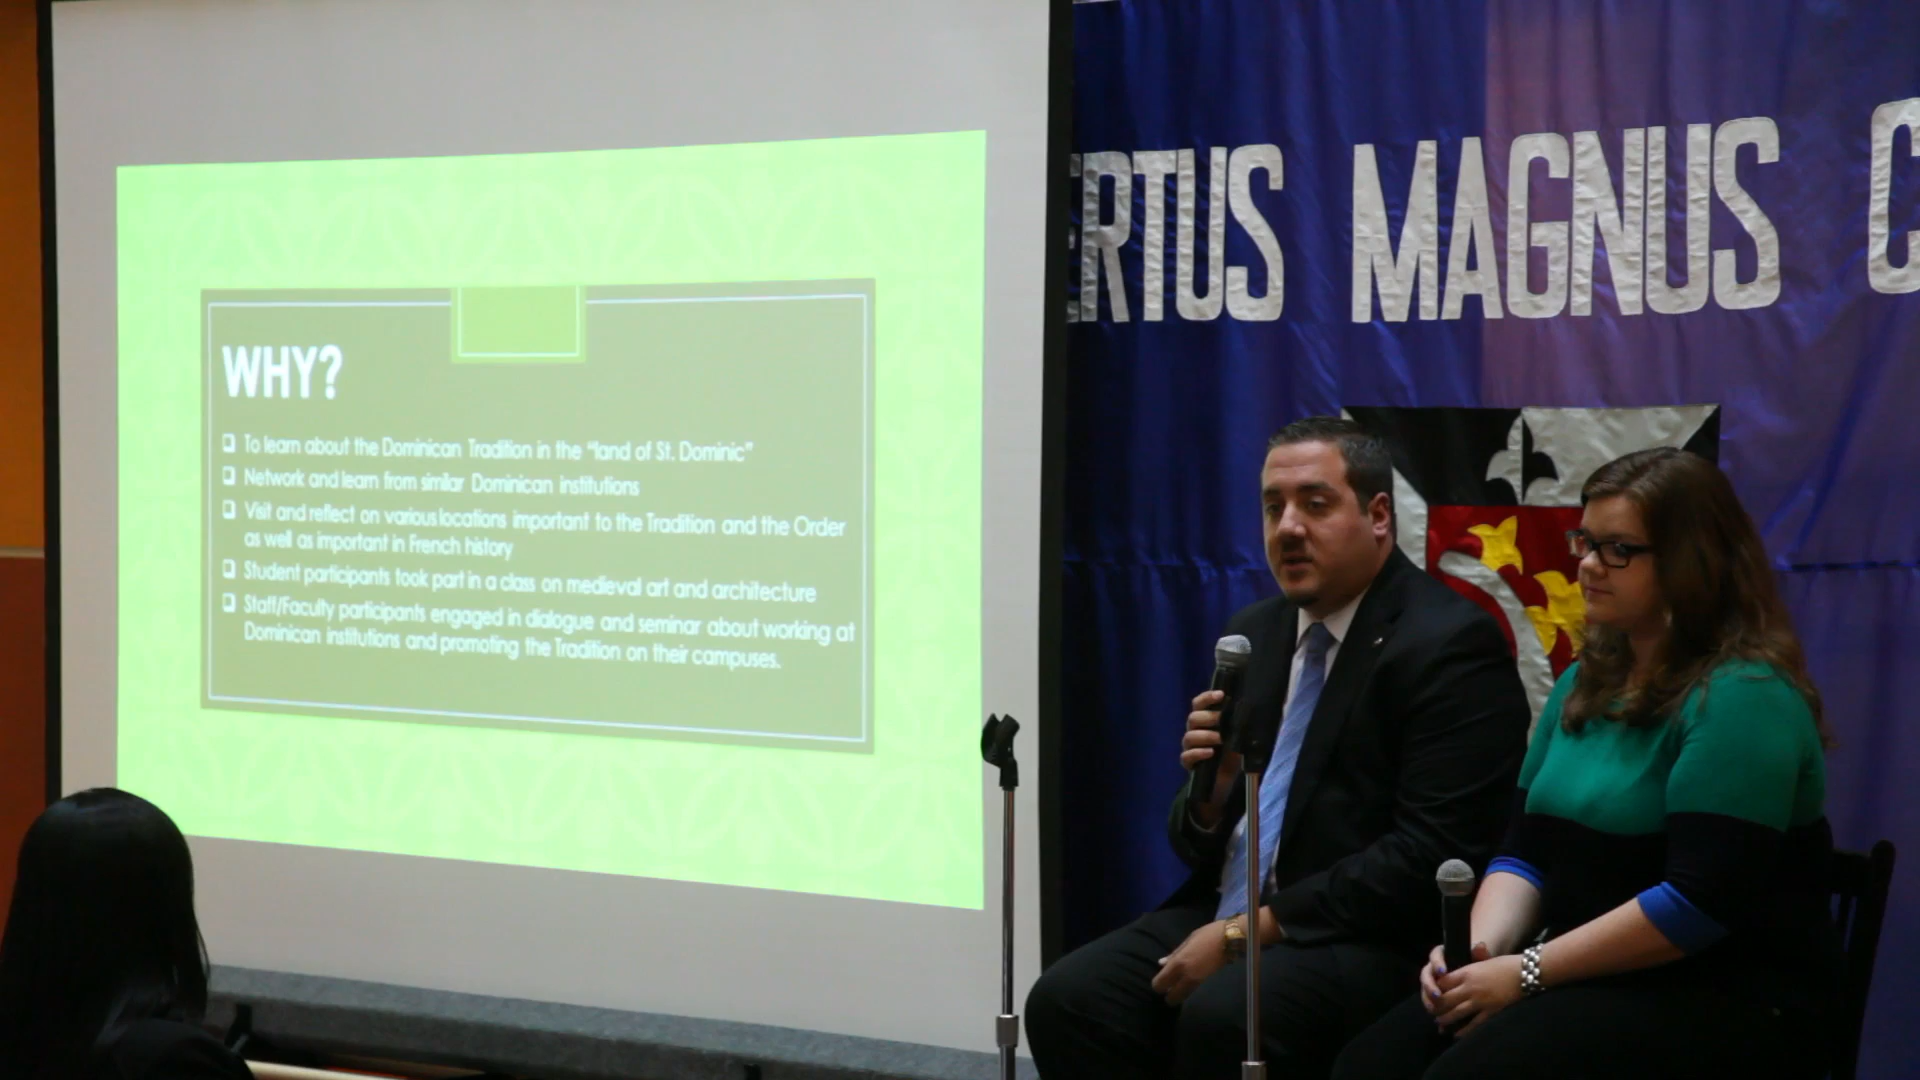 WHY?
To learn about the Dominican Tradition in the “land of St. Dominic”
Network and learn from similar Dominican institutions
Visit and reflect on various locations important to the Tradition and the Order
as well as important in French history
Student participants took part in a class on medieval art and architecture
Staff/Faculty participants engaged in dialogue and seminar about working at
Dominican institutions and promoting the Tradition on their campuses.
ERTUS MAGNUS C